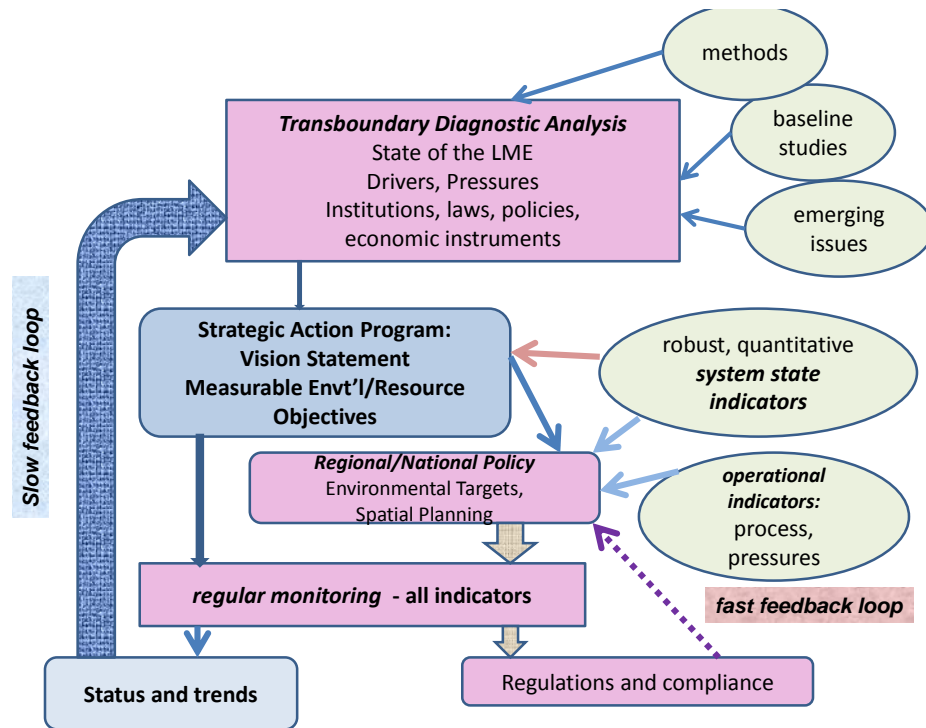 methods
Transboundary Diagnostic Analysis
State of the LME
Drivers, Pressures
Institutions, laws, policies,
economic instruments
baseline
studies
emerging
issues
Slow feedback loop
Strategic Action Program:
Vision Statement
Measurable Envt'l/Resource
Objectives
robust, quantitative
system state
indicators
Regional/National Policy
Environmental Targets,
Spatial Planning
operational
indicators:
process,
pressures
regular monitoring - all indicators
fast feedback loop
Status and trends
Regulations and compliance